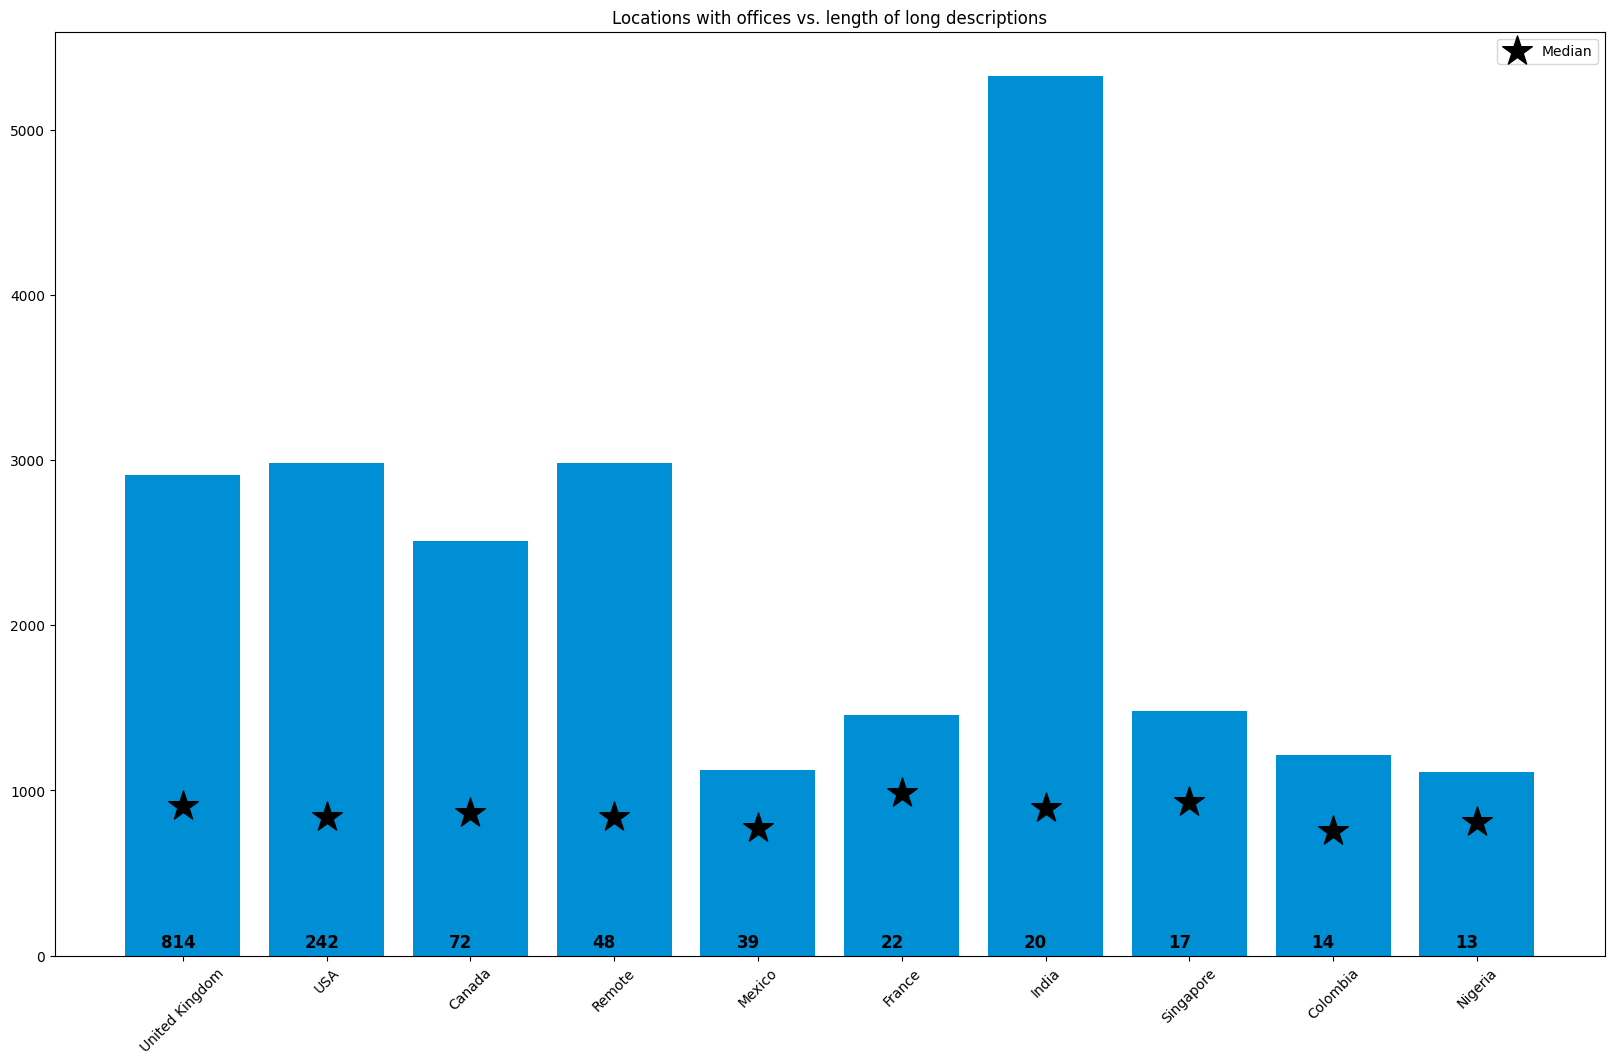 Locations with offices vs. length of long descriptions
Median
5000
4000
3000
2000
1000
0
814 242 72 48 39 22 20 17 14 13
United Kingdom USA Canada Remote Mexico France India Singapore Colombia Nigeria